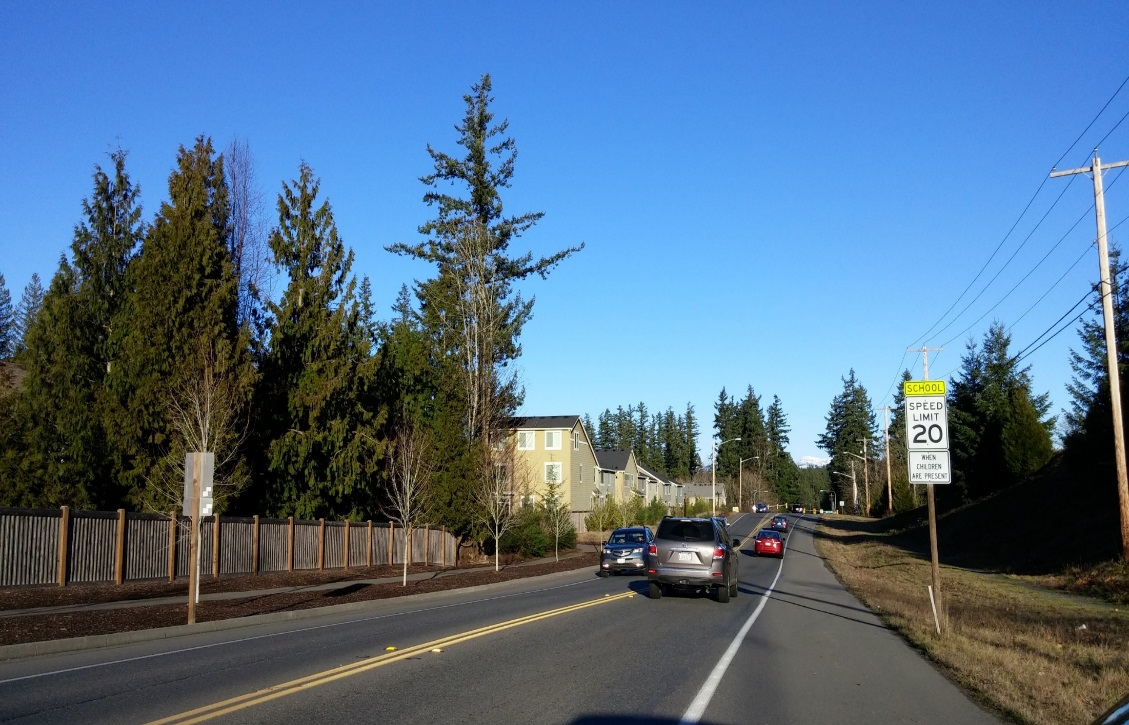 SCHOOL
SPEED
LIMIT
20
WHEN
CHILDREN
ARE PRESENT